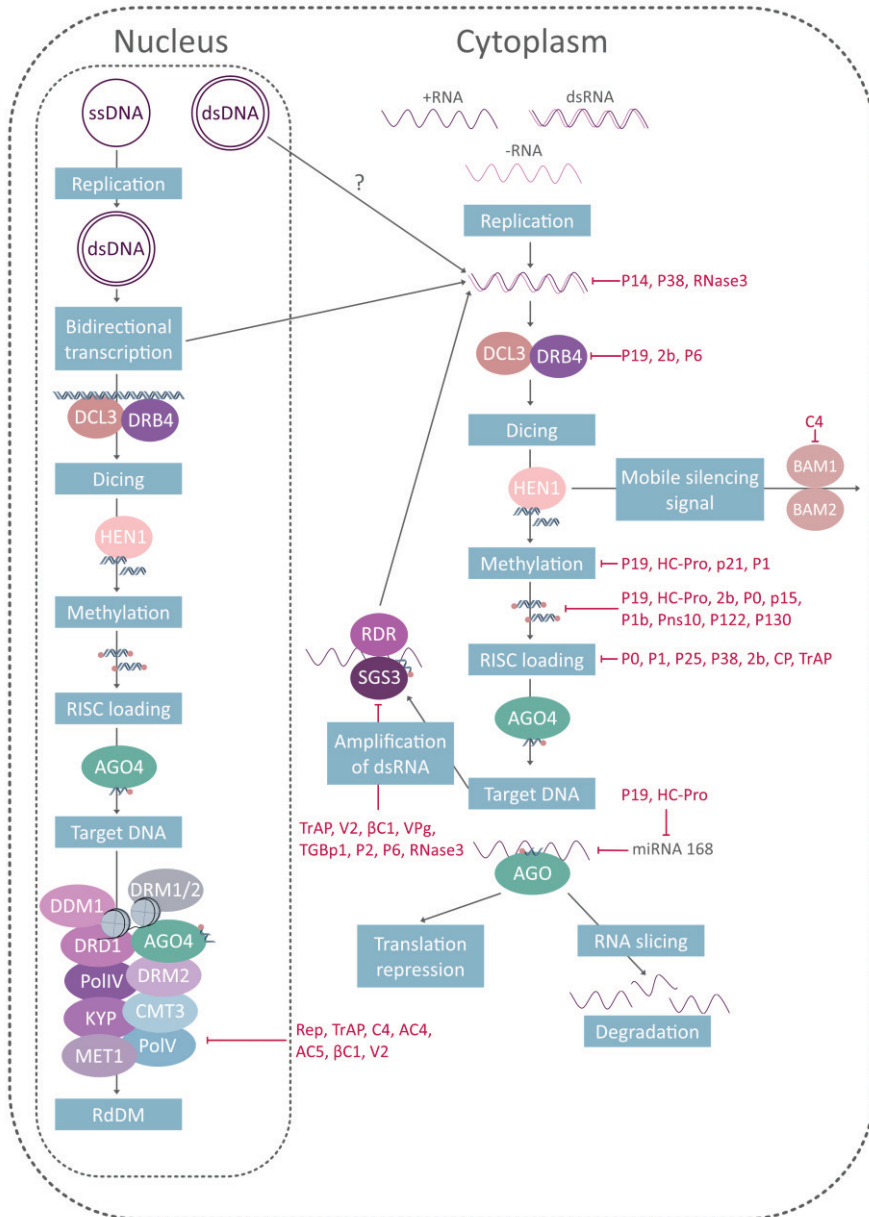 Nucleus
Cytoplasm
ssDNA
dsDNA
Replication
dsDNA
Bidirectional
transcription
DCL3
DRB4
Dicing
HEN1
Methylation
RISC loading
AGO4
Target DNA
DDM1
DRM1/2
DRD1
AGO4
PolIV
DRM2
KYP
CMT3
MET1
PolV
RdDM
Rep, TrAP, C4, AC4,
AC5, βC1, V2
?
+RNA
dsRNA
-RNA
Replication
P14, P38, RNase3
DCL3
DRB4
P19, 2b, P6
Dicing
HEN1
Mobile silencing
signal
C4
BAM1
BAM2
Methylation
P19, HC-Pro, p21, P1
P19, HC-Pro, 2b, P0, p15,
P1b, Pns10, P122, P130
RISC loading
P0, P1, P25, P38, 2b, CP, TrAP
AGO4
Target DNA
RDR
SGS3
Amplification
of dsRNA
TrAP, V2, βC1, VPg,
TGBp1, P2, P6, RNase3
P19, HC-Pro
miRNA 168
AGO
Translation
repression
RNA slicing
Degradation